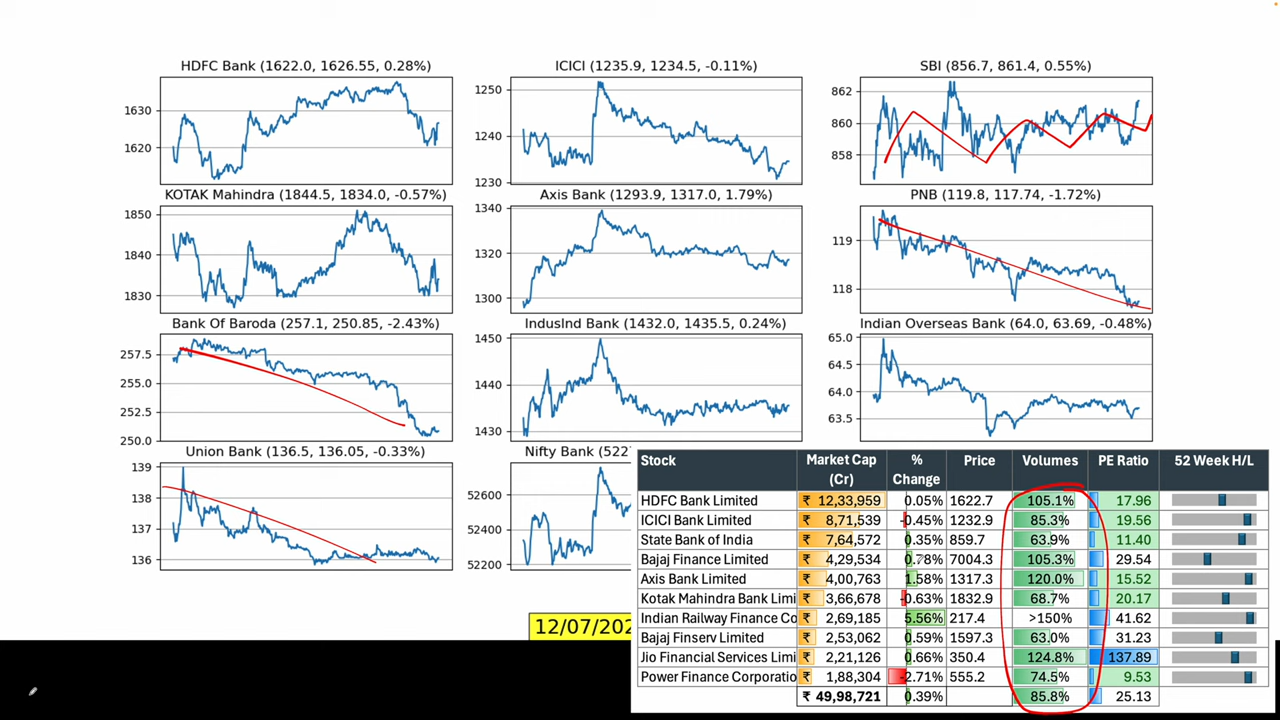 HDFC Bank (1622.0, 1626.55, 0.28%)
1630
1620
ICICI (1235.9, 1234.5, -0.11%)
1250
1240
1230
SBI (856.7, 861.4, 0.55%)
862
860
858
KOTAK Mahindra (1844.5, 1834.0, -0.57%)
1850
1840
1830
Axis Bank (1293.9, 1317.0, 1.79%)
1340
1320
1300
PNB (119.8, 117.74, -1.72%)
119
118
Bank Of Baroda (257.1, 250.85, -2.43%)
257.5
255.0
252.5
250.0
IndusInd Bank (1432.0, 1435.5, 0.24%)
1450
1440
1430
Indian Overseas Bank (64.0, 63.69, -0.48%)
65.0
64.5
64.0
63.5
Union Bank (136.5, 136.05, -0.33%)
139
138
137
136
Nifty Bank (522
52600
52400
52200
12/07/202
Stock Market Cap (Cr) % Change Price Volumes PE Ratio 52 Week H/L
HDFC Bank Limited ₹ 12,33,959 0.05% 1622.7 105.1% 17.96
ICICI Bank Limited ₹ 8,71,539 -0.45% 1232.9 85.3% 19.56
State Bank of India ₹ 7,64,572 0.35% 859.7 63.9% 11.40
Bajaj Finance Limited ₹ 4,29,534 0.78% 7004.3 105.3% 29.54
Axis Bank Limited ₹ 4,00,763 1.58% 1317.3 120.0% 15.52
Kotak Mahindra Bank Limi ₹ 3,66,678 -0.63% 1832.9 68.7% 20.17
Indian Railway Finance Co ₹ 2,69,185 5.56% 217.4 >150% 41.62
Bajaj Finserv Limited ₹ 2,53,062 0.59% 1597.3 63.0% 31.23
Jio Financial Services Limi ₹ 2,21,126 0.66% 350.4 124.8% 137.89
Power Finance Corporatio ₹ 1,88,304 -2.71% 555.2 74.5% 9.53
₹ 49,98,721 0.39% 85.8% 25.13